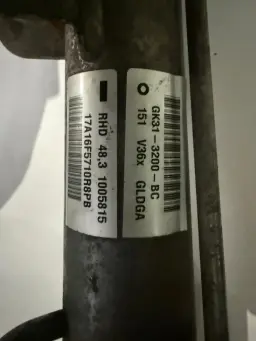 GK31-3200-BC
151 V36x GLDGA
RHD 48,3 1005815
17A16F5710R8PB